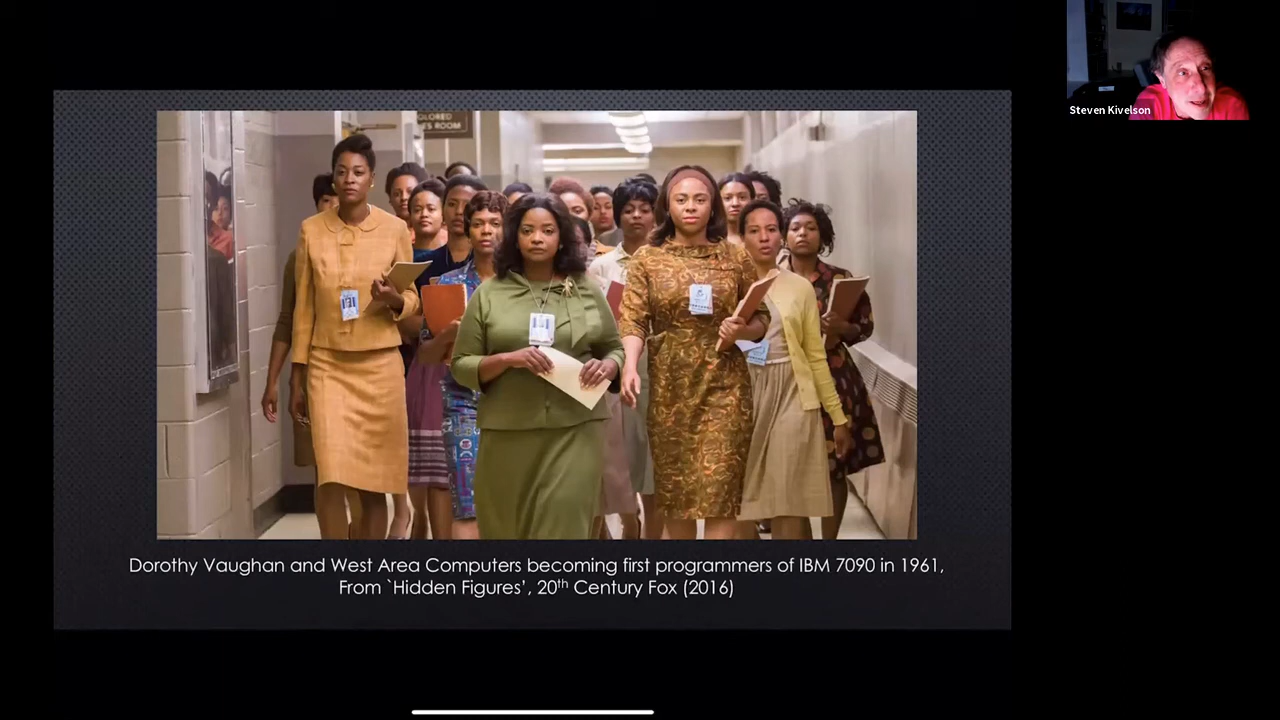 Steven Kivelson
Dorothy Vaughan and West Area Computers becoming first programmers of IBM 7090 in 1961,
From `Hidden Figures', 20th Century Fox (2016)